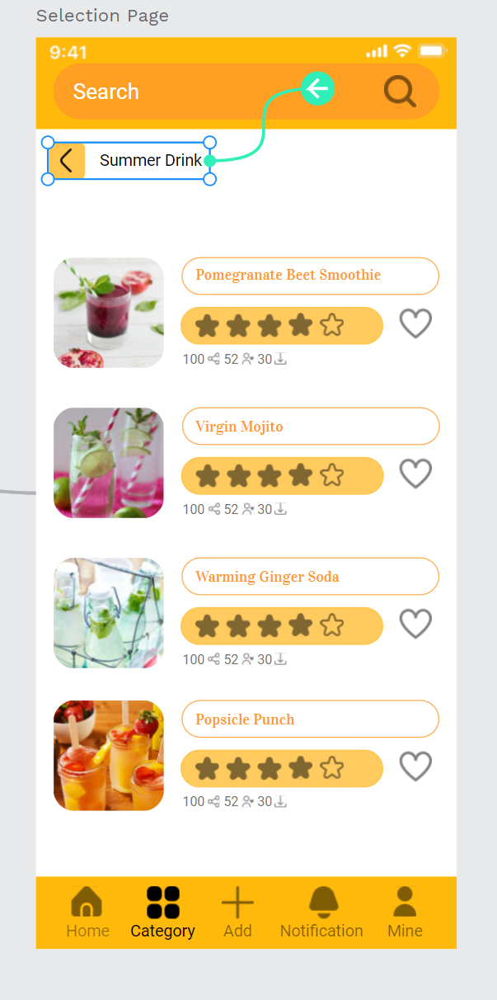 Selection Page
9:41
Search
Summer Drink
Pomegranate Beet Smoothie
100 52 30
Virgin Mojito
100 52 30
Warming Ginger Soda
100 52 30
Popsicle Punch
100 52 30
Home Category Add Notification Mine